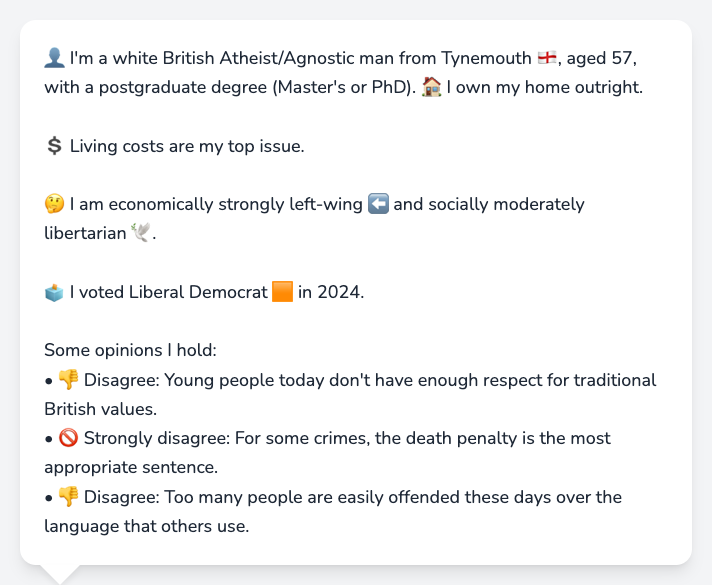 👤 I'm a white British Atheist/Agnostic man from Tynemouth 🏴󠁧󠁢󠁥󠁮󠁧󠁿, aged 57,
with a postgraduate degree (Master's or PhD). 🏠 I own my home outright.
💲 Living costs are my top issue.
🤔 I am economically strongly left-wing ⬅️ and socially moderately
libertarian 🕊️.
🗳️ I voted Liberal Democrat 🟧 in 2024.
Some opinions I hold:
• 👎 Disagree: Young people today don't have enough respect for traditional
British values.
• 🚫 Strongly disagree: For some crimes, the death penalty is the most
appropriate sentence.
• 👎 Disagree: Too many people are easily offended these days over the
language that others use.